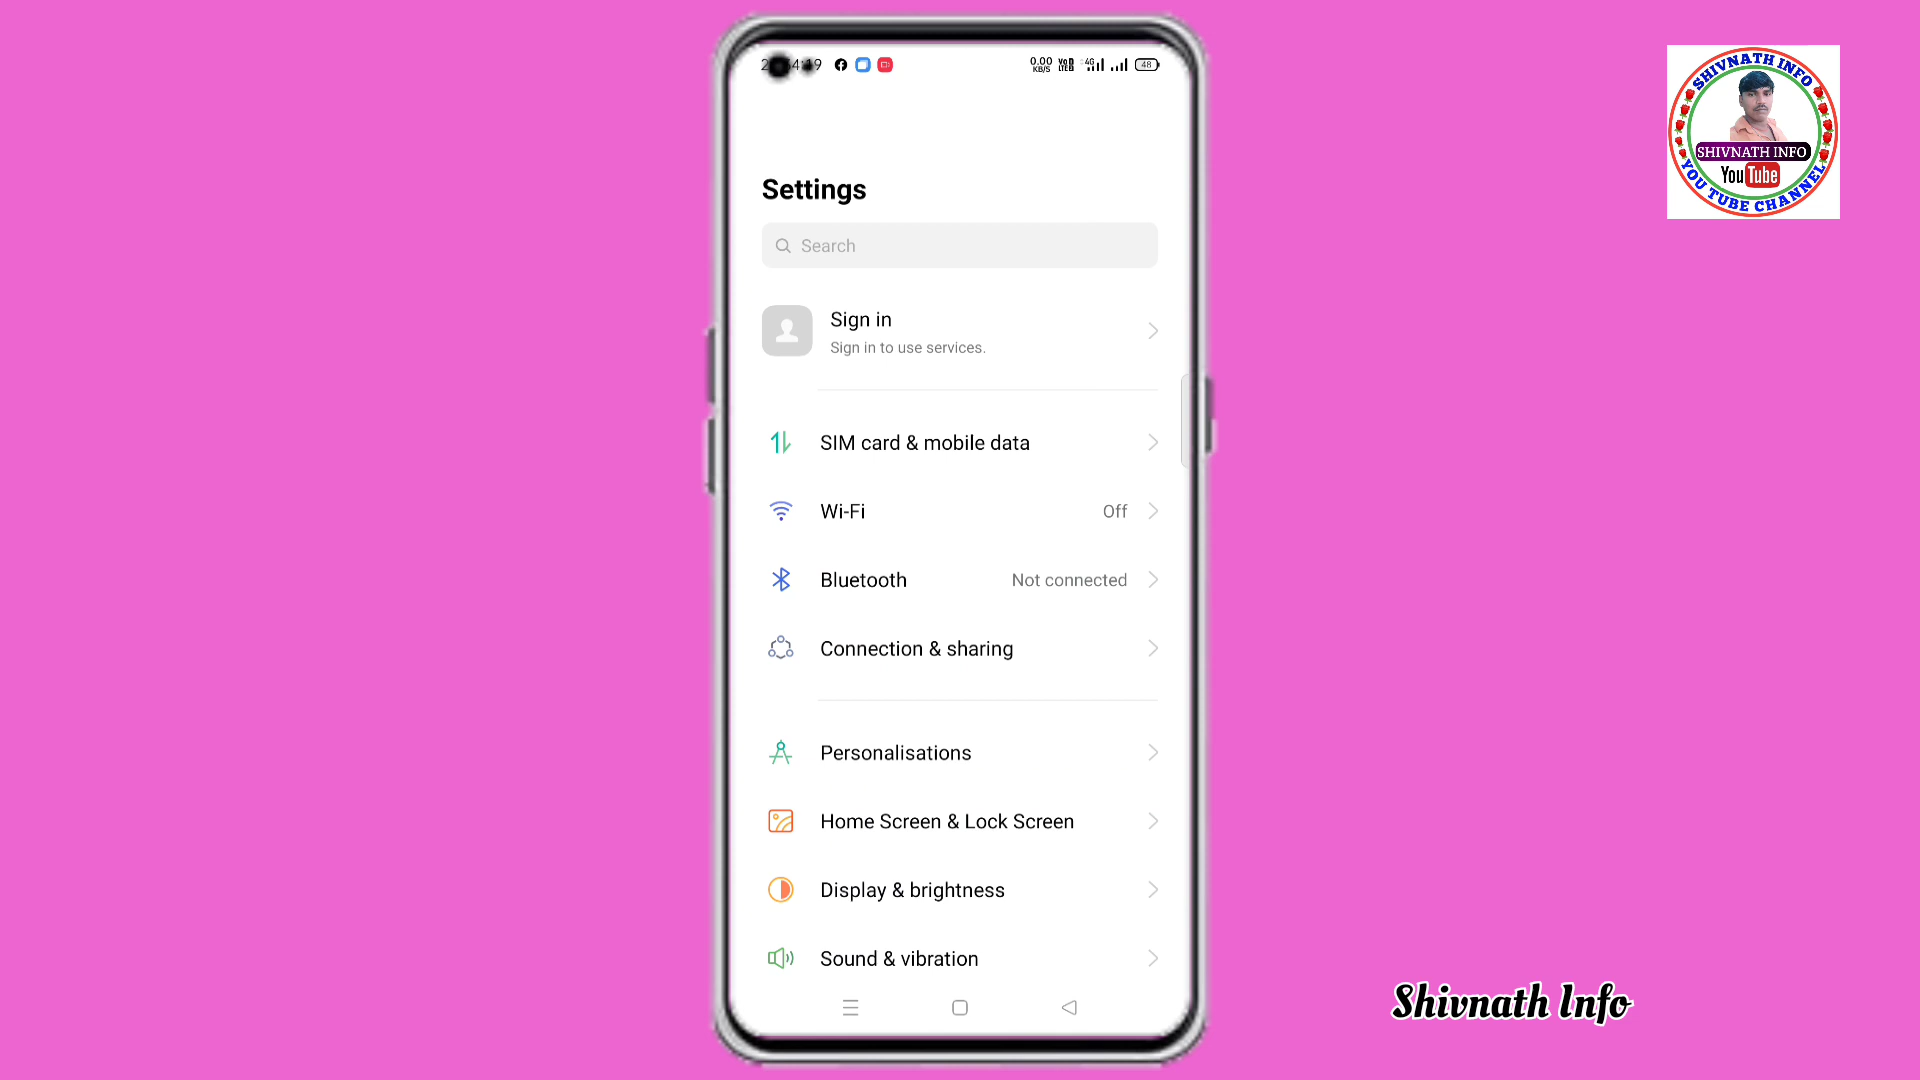 0.00 KB/S
4G
48
Settings
Search
Sign in
Sign in to use services.
SIM card & mobile data
Wi-Fi Off
Bluetooth Not connected
Connection & sharing
Personalisations
Home Screen & Lock Screen
Display & brightness
Sound & vibration
SHIVNATH INFO
SHIVNATH INFO
YouTube
YOU TUBE CHANNEL
Shivnath Info